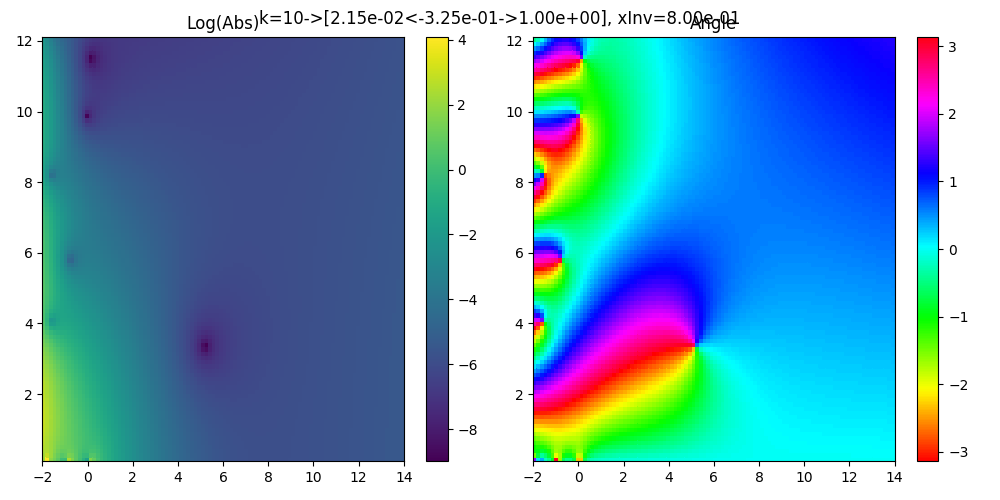 k=10->[2.15e-02<-3.25e-01->1.00e+00], xInv=8.00e-01
Log(Abs) Angle
12 4 12 3
10 2 10 2
8 0 8 1
6 -2 6 0
4 -4 4 -1
2 -6 2 -2
-8 -3
−2 0 2 4 6 8 10 12 14 −2 0 2 4 6 8 10 12 14